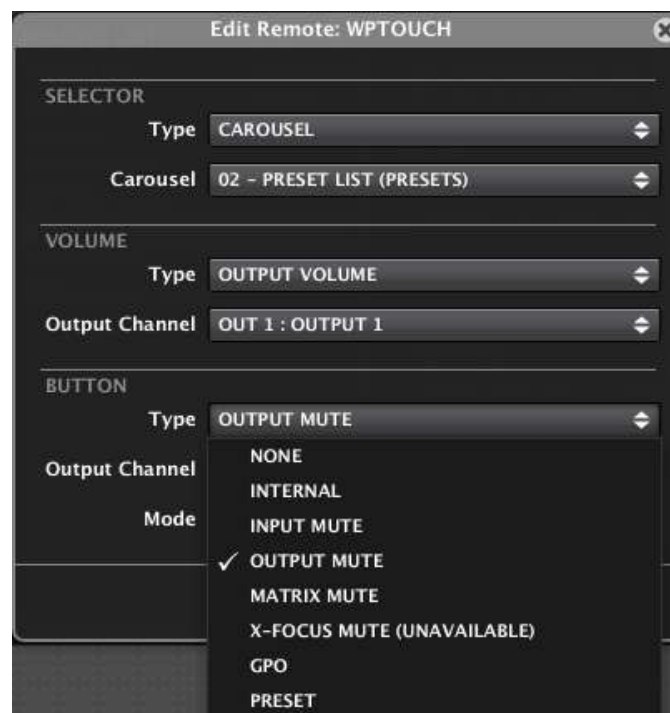 Edit Remote: WPTOUCH
SELECTOR
Type CAROUSEL
Carousel 02 - PRESET LIST (PRESETS)
VOLUME
Type OUTPUT VOLUME
Output Channel OUT 1 : OUTPUT 1
BUTTON
Type OUTPUT MUTE
NONE
Output Channel
INTERNAL
Mode
INPUT MUTE
✓ OUTPUT MUTE
MATRIX MUTE
X-FOCUS MUTE (UNAVAILABLE)
GPO
PRESET